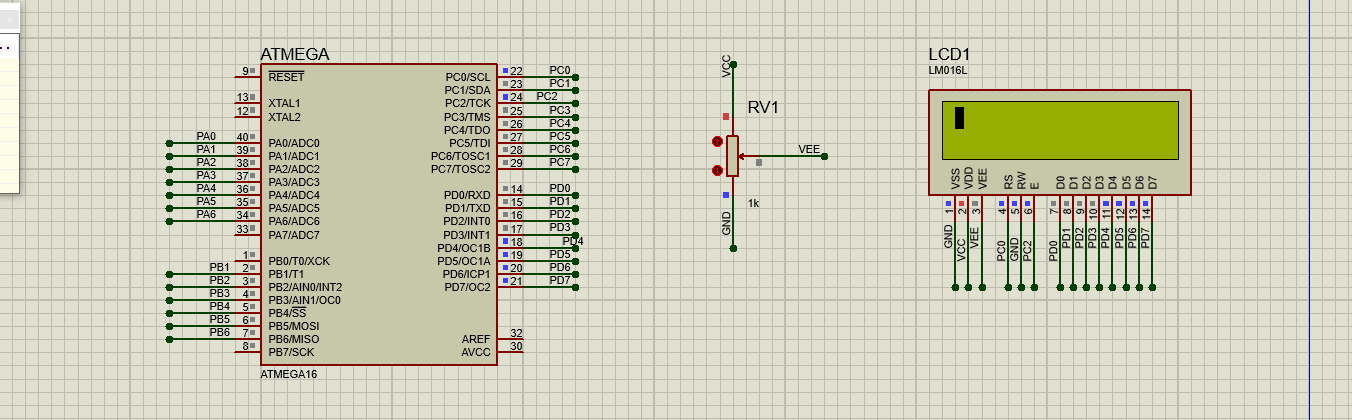 ATMEGA
9 RESET
13 XTAL1
12 XTAL2
PA0 40 PA0/ADC0
PA1 39 PA1/ADC1
PA2 38 PA2/ADC2
PA3 37 PA3/ADC3
PA4 36 PA4/ADC4
PA5 35 PA5/ADC5
PA6 34 PA6/ADC6
33 PA7/ADC7
1 PB0/T0/XCK
PB1 2 PB1/T1
PB2 3 PB2/AIN0/INT2
PB3 4 PB3/AIN1/OC0
PB4 5 PB4/SS
PB5 6 PB5/MOSI
PB6 7 PB6/MISO
8 PB7/SCK
PC0/SCL 22 PC0
PC1/SDA 23 PC1
PC2/TCK 24 PC2
PC3/TMS 25 PC3
PC4/TDO 26 PC4
PC5/TDI 27 PC5
PC6/TOSC1 28 PC6
PC7/TOSC2 29 PC7
PD0/RXD 14 PD0
PD1/TXD 15 PD1
PD2/INT0 16 PD2
PD3/INT1 17 PD3
PD4/OC1B 18 PD4
PD5/OC1A 19 PD5
PD6/ICP1 20 PD6
PD7/OC2 21 PD7
AREF 32
AVCC 30
ATMEGA16
VCC
RV1
VEE
1k
GND
LCD1
LM016L
VSS VDD VEE RS RW E D0 D1 D2 D3 D4 D5 D6 D7
1 2 3 4 5 6 7 8 9 10 11 12 13 14
GND VCC VEE PC0 GND PC2 PD0 PD1 PD2 PD3 PD4 PD5 PD6 PD7